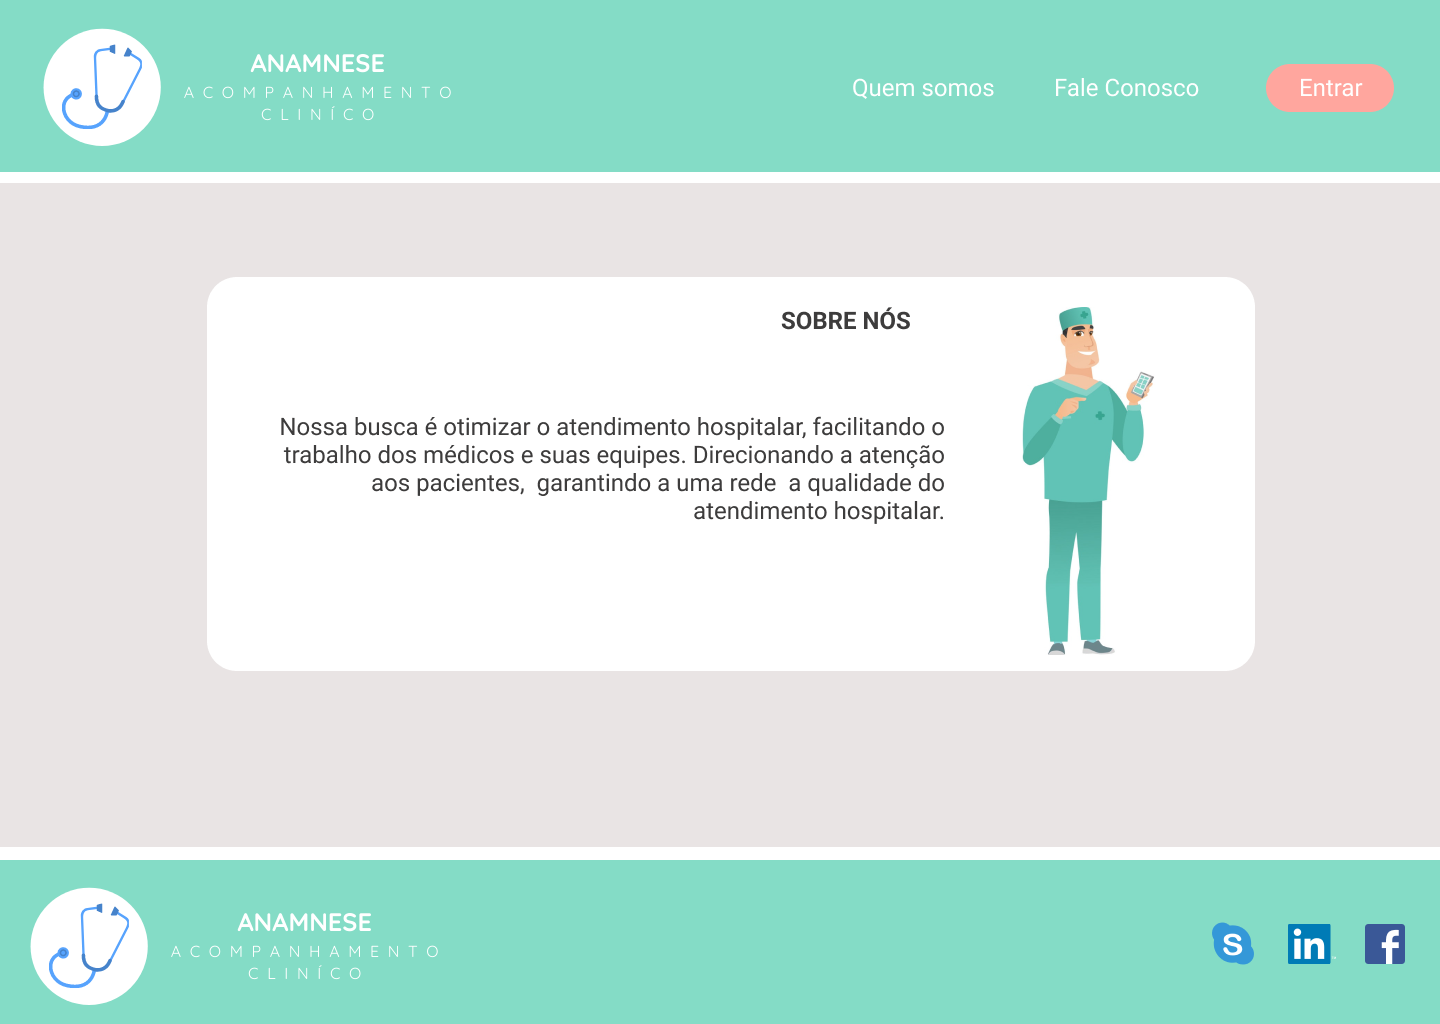 ANAMNESE
ACOMPANHAMENTO
CLINÍCO
Quem somos
Fale Conosco
Entrar
SOBRE NÓS
Nossa busca é otimizar o atendimento hospitalar, facilitando o
trabalho dos médicos e suas equipes. Direcionando a atenção
aos pacientes,  garantindo a uma rede  a qualidade do
atendimento hospitalar.
ANAMNESE
ACOMPANHAMENTO
CLINÍCO
S
in
f